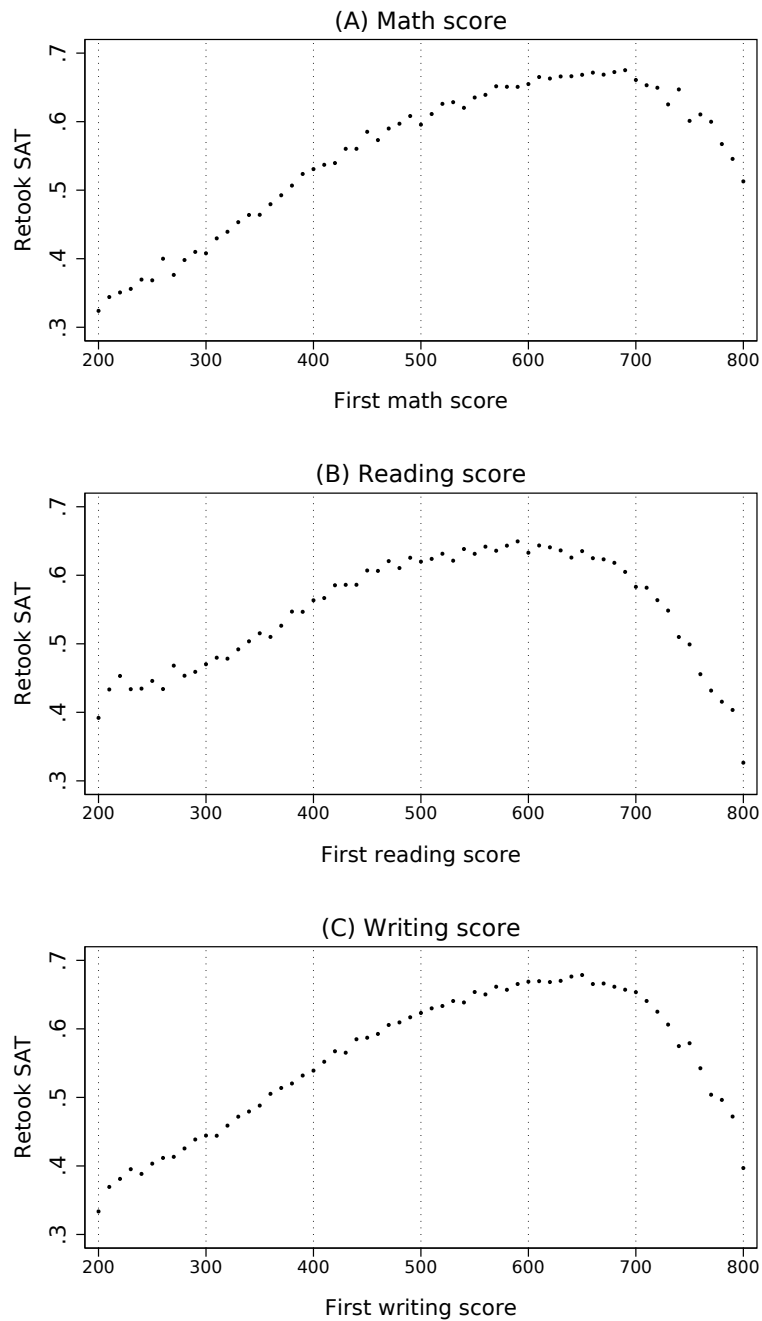 (A) Math score
Retook SAT
.7
.6
.5
.4
.3
200 300 400 500 600 700 800
First math score
(B) Reading score
Retook SAT
.7
.6
.5
.4
.3
200 300 400 500 600 700 800
First reading score
(C) Writing score
Retook SAT
.7
.6
.5
.4
.3
200 300 400 500 600 700 800
First writing score